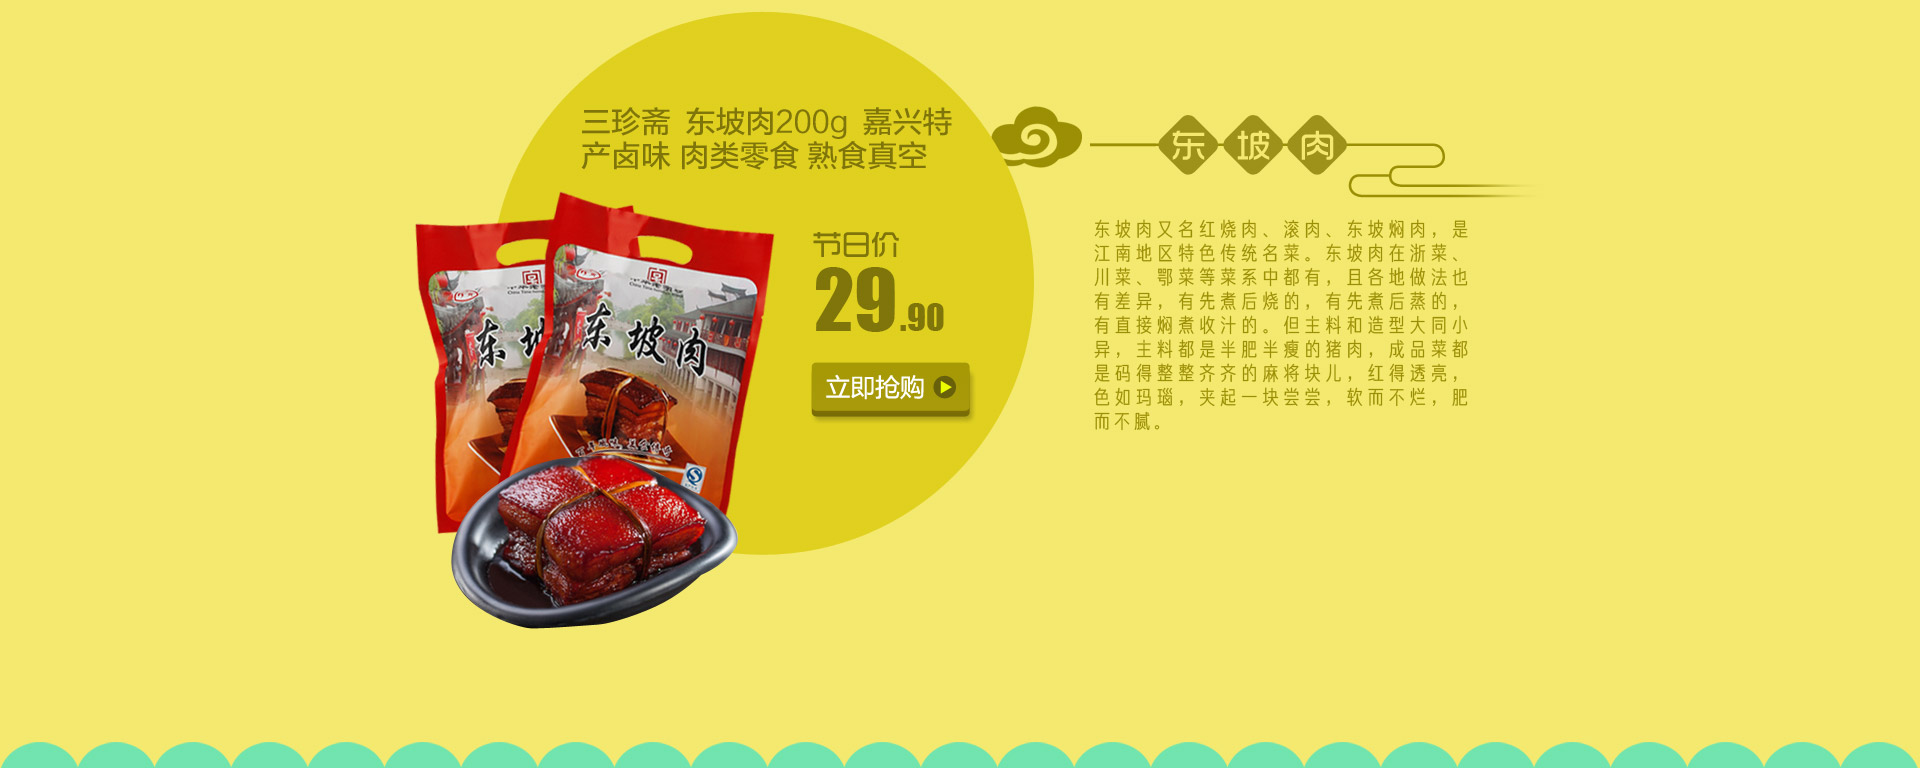 三珍斋 东坡肉200g 嘉兴特
产卤味 肉类零食 熟食真空
节日价
29.90
立即抢购
东坡肉
东坡肉
东坡肉
东坡肉又名红烧肉、滚肉、东坡焖肉，是
江南地区特色传统名菜。东坡肉在浙菜、
川菜、鄂菜等菜系中都有，且各地做法也
有差异，有先煮后烧的，有先煮后蒸的，
有直接焖煮收汁的。但主料和造型大同小
异，主料都是半肥半瘦的猪肉，成品菜都
是码得整整齐齐的麻将块儿，红得透亮，
色如玛瑙，夹起一块尝尝，软而不烂，肥
而不腻。